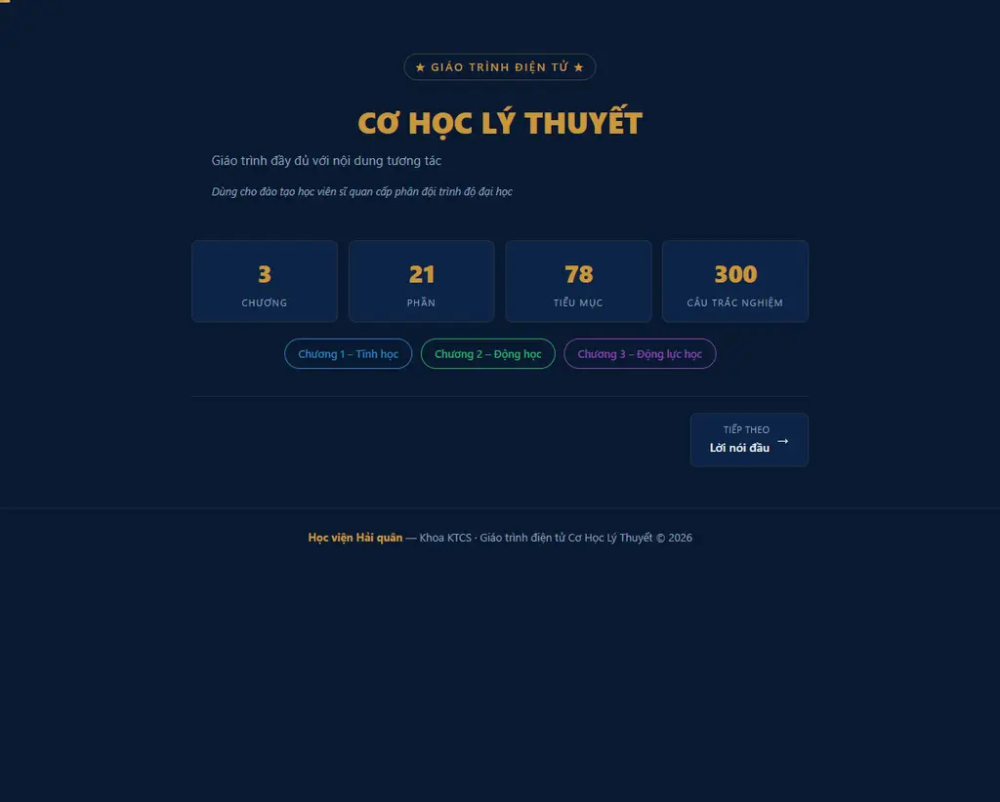 ★ GIÁO TRÌNH ĐIỆN TỬ ★
CƠ HỌC LÝ THUYẾT
Giáo trình đầy đủ với nội dung tương tác
Dùng cho đào tạo học viên sĩ quan cấp phân đội trình độ đại học
3
CHƯƠNG
21
PHẦN
78
TIỂU MỤC
300
CÂU TRẮC NGHIỆM
Chương 1 – Tĩnh học
Chương 2 – Động học
Chương 3 – Động lực học
TIẾP THEO
Lời nói đầu →
Học viện Hải quân — Khoa KTCS · Giáo trình điện tử Cơ Học Lý Thuyết © 2026